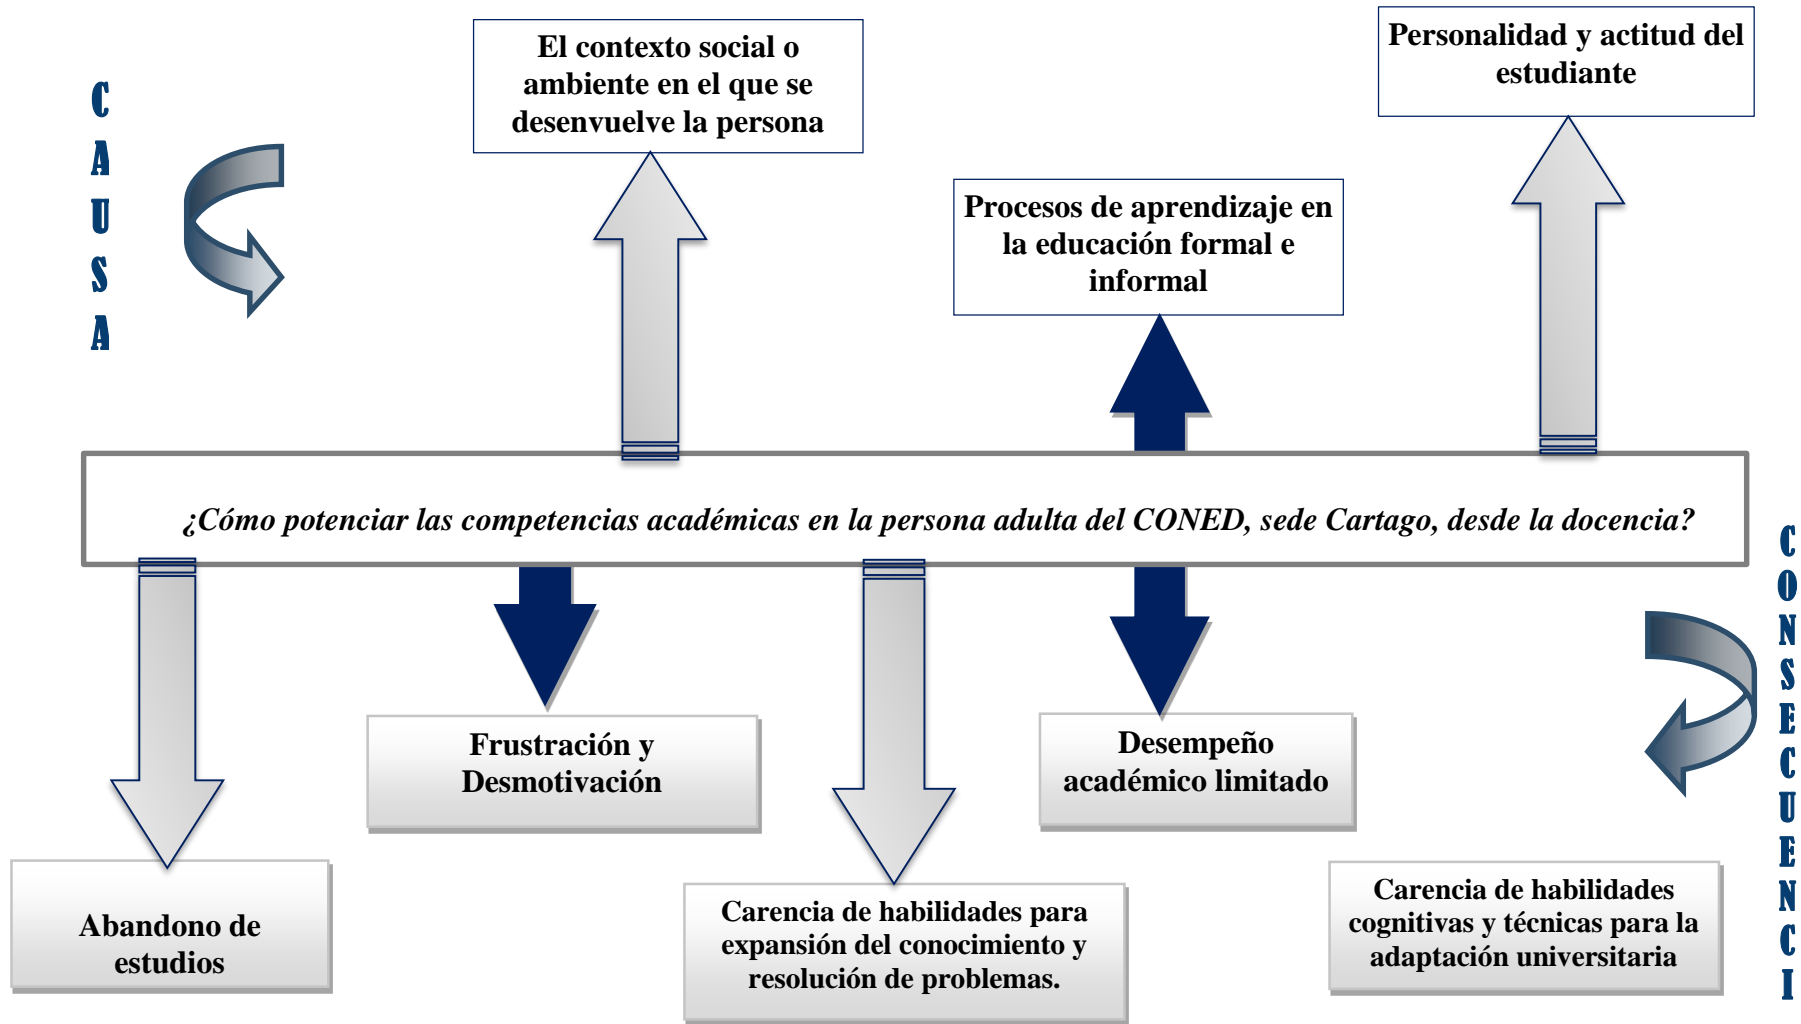 C
A
U
S
A
El contexto social o
ambiente en el que se
desenvuelve la persona
Personalidad y actitud del
estudiante
Procesos de aprendizaje en
la educación formal e
informal
¿Cómo potenciar las competencias académicas en la persona adulta del CONED, sede Cartago, desde la docencia?
C
O
N
S
E
C
U
E
N
C
I
Frustración y
Desmotivación
Desempeño
académico limitado
Abandono de
estudios
Carencia de habilidades para
expansión del conocimiento y
resolución de problemas.
Carencia de habilidades
cognitivas y técnicas para la
adaptación universitaria